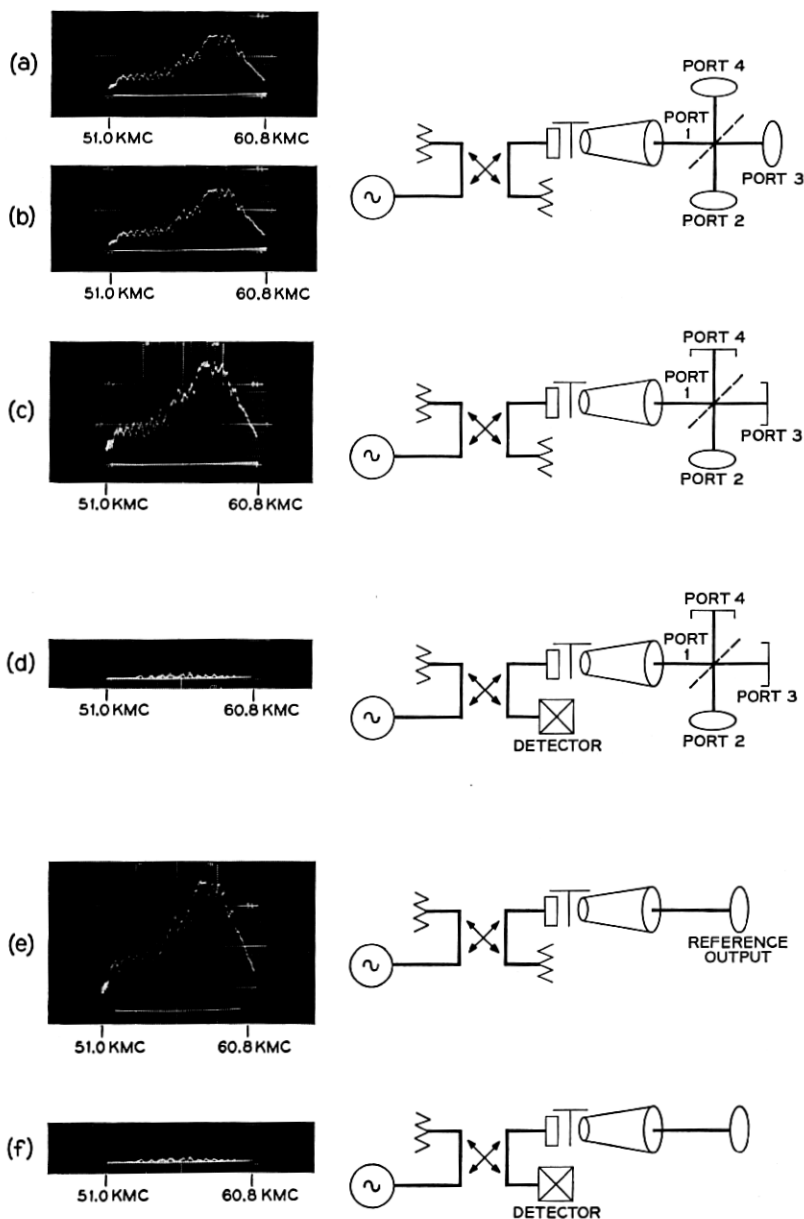 (a)
51.0 KMC 60.8 KMC
PORT 4
PORT 1
PORT 3
PORT 2
(b)
51.0 KMC 60.8 KMC
(c)
51.0 KMC 60.8 KMC
PORT 4
PORT
1
PORT 3
PORT 2
(d)
51.0 KMC 60.8 KMC
PORT 4
PORT
1
PORT 3
PORT 2
DETECTOR
(e)
51.0 KMC 60.8 KMC
REFERENCE
OUTPUT
(f)
51.0 KMC 60.8 KMC
DETECTOR